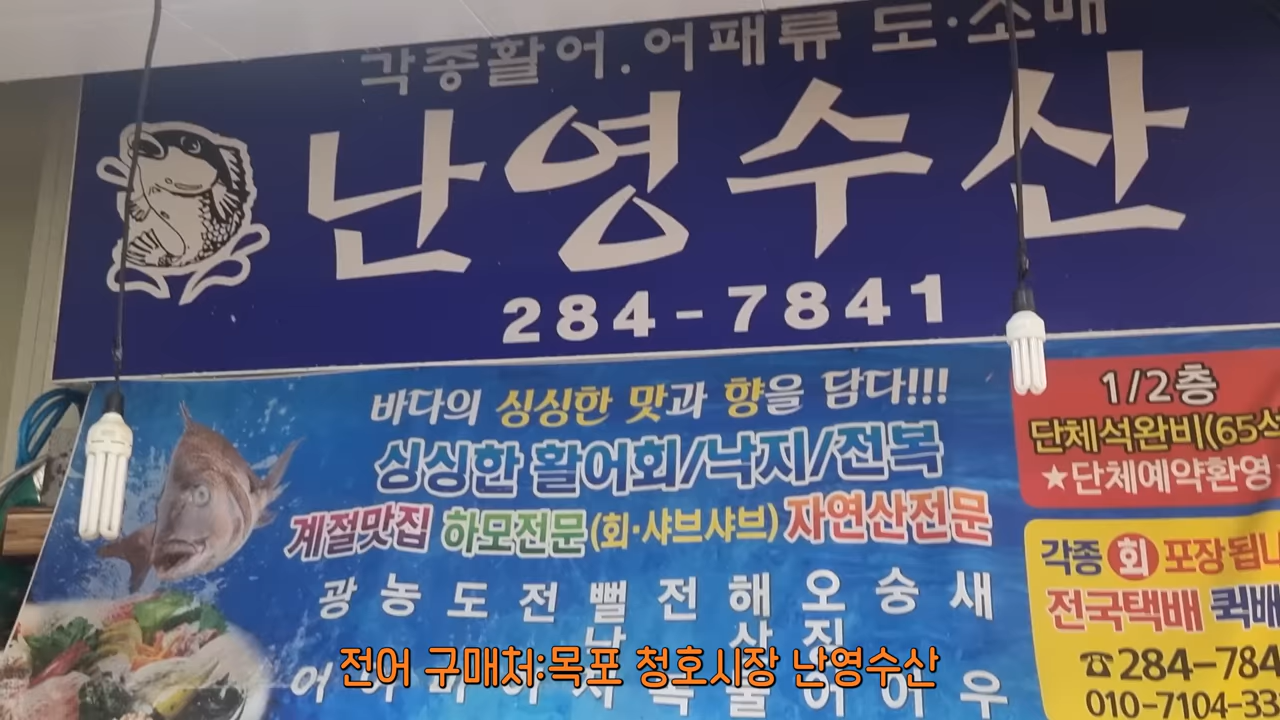 각종활어.어패류 도·소매
난영수산
284-7841
바다의 싱싱한 맛과 향을 담다!!!
싱싱한 활어회/낙지/전복
계절맛집 하모전문(회·샤브샤브) 자연산전문
광 농 도 전 뻘 전 해 오 숭 새
1/2층
단체석완비(65석
★단체예약환영
각종 회 포장됩니
전국택배 퀵배
☎284-784
010-7104-33
전어 구매처:목포 청호시장 난영수산